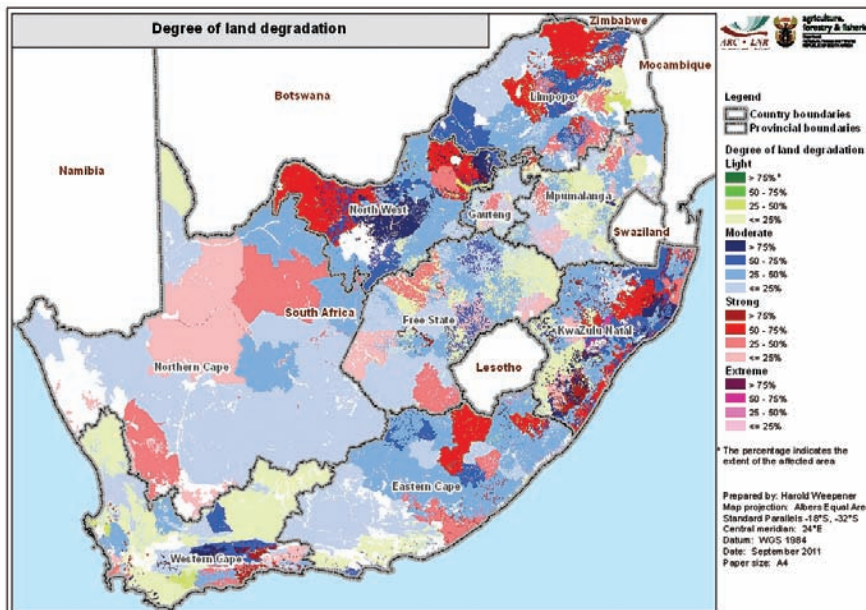 Degree of land degradation
Zimbabwe
Mocambique
Botswana
Limpopo
Namibia
North West
Mpumalanga
Gauteng
Swaziland
South Africa
Free State
KwaZulu Natal
Northern Cape
Lesotho
Eastern Cape
Western Cape
ARC • LNR
agriculture,
forestry & fisheries
REPUBLIC OF SOUTH AFRICA
Legend
Country boundaries
Provincial boundaries
Degree of land degradation
Light
> 75%*
50 - 75%
25 - 50%
<= 25%
Moderate
> 75%
50 - 75%
25 - 50%
<= 25%
Strong
> 75%
50 - 75%
25 - 50%
<= 25%
Extreme
> 75%
50 - 75%
25 - 50%
<= 25%
* The percentage indicates the
extent of the affected area
Prepared by: Harold Weepener
Map projection: Albers Equal Area
Standard Parallels -18°S, -32°S
Central meridian: 24°E
Datum: WGS 1984
Date: September 2011
Paper size: A4